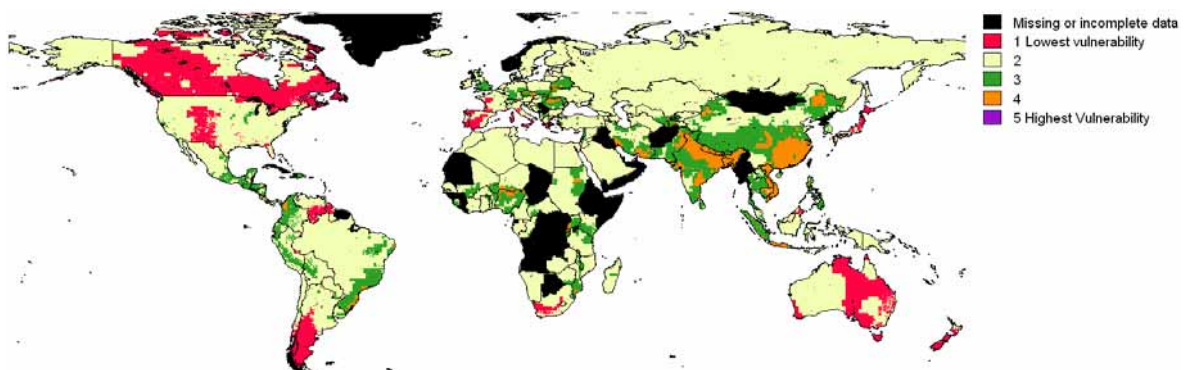 Missing or incomplete data
1 Lowest vulnerability
2
3
4
5 Highest Vulnerability